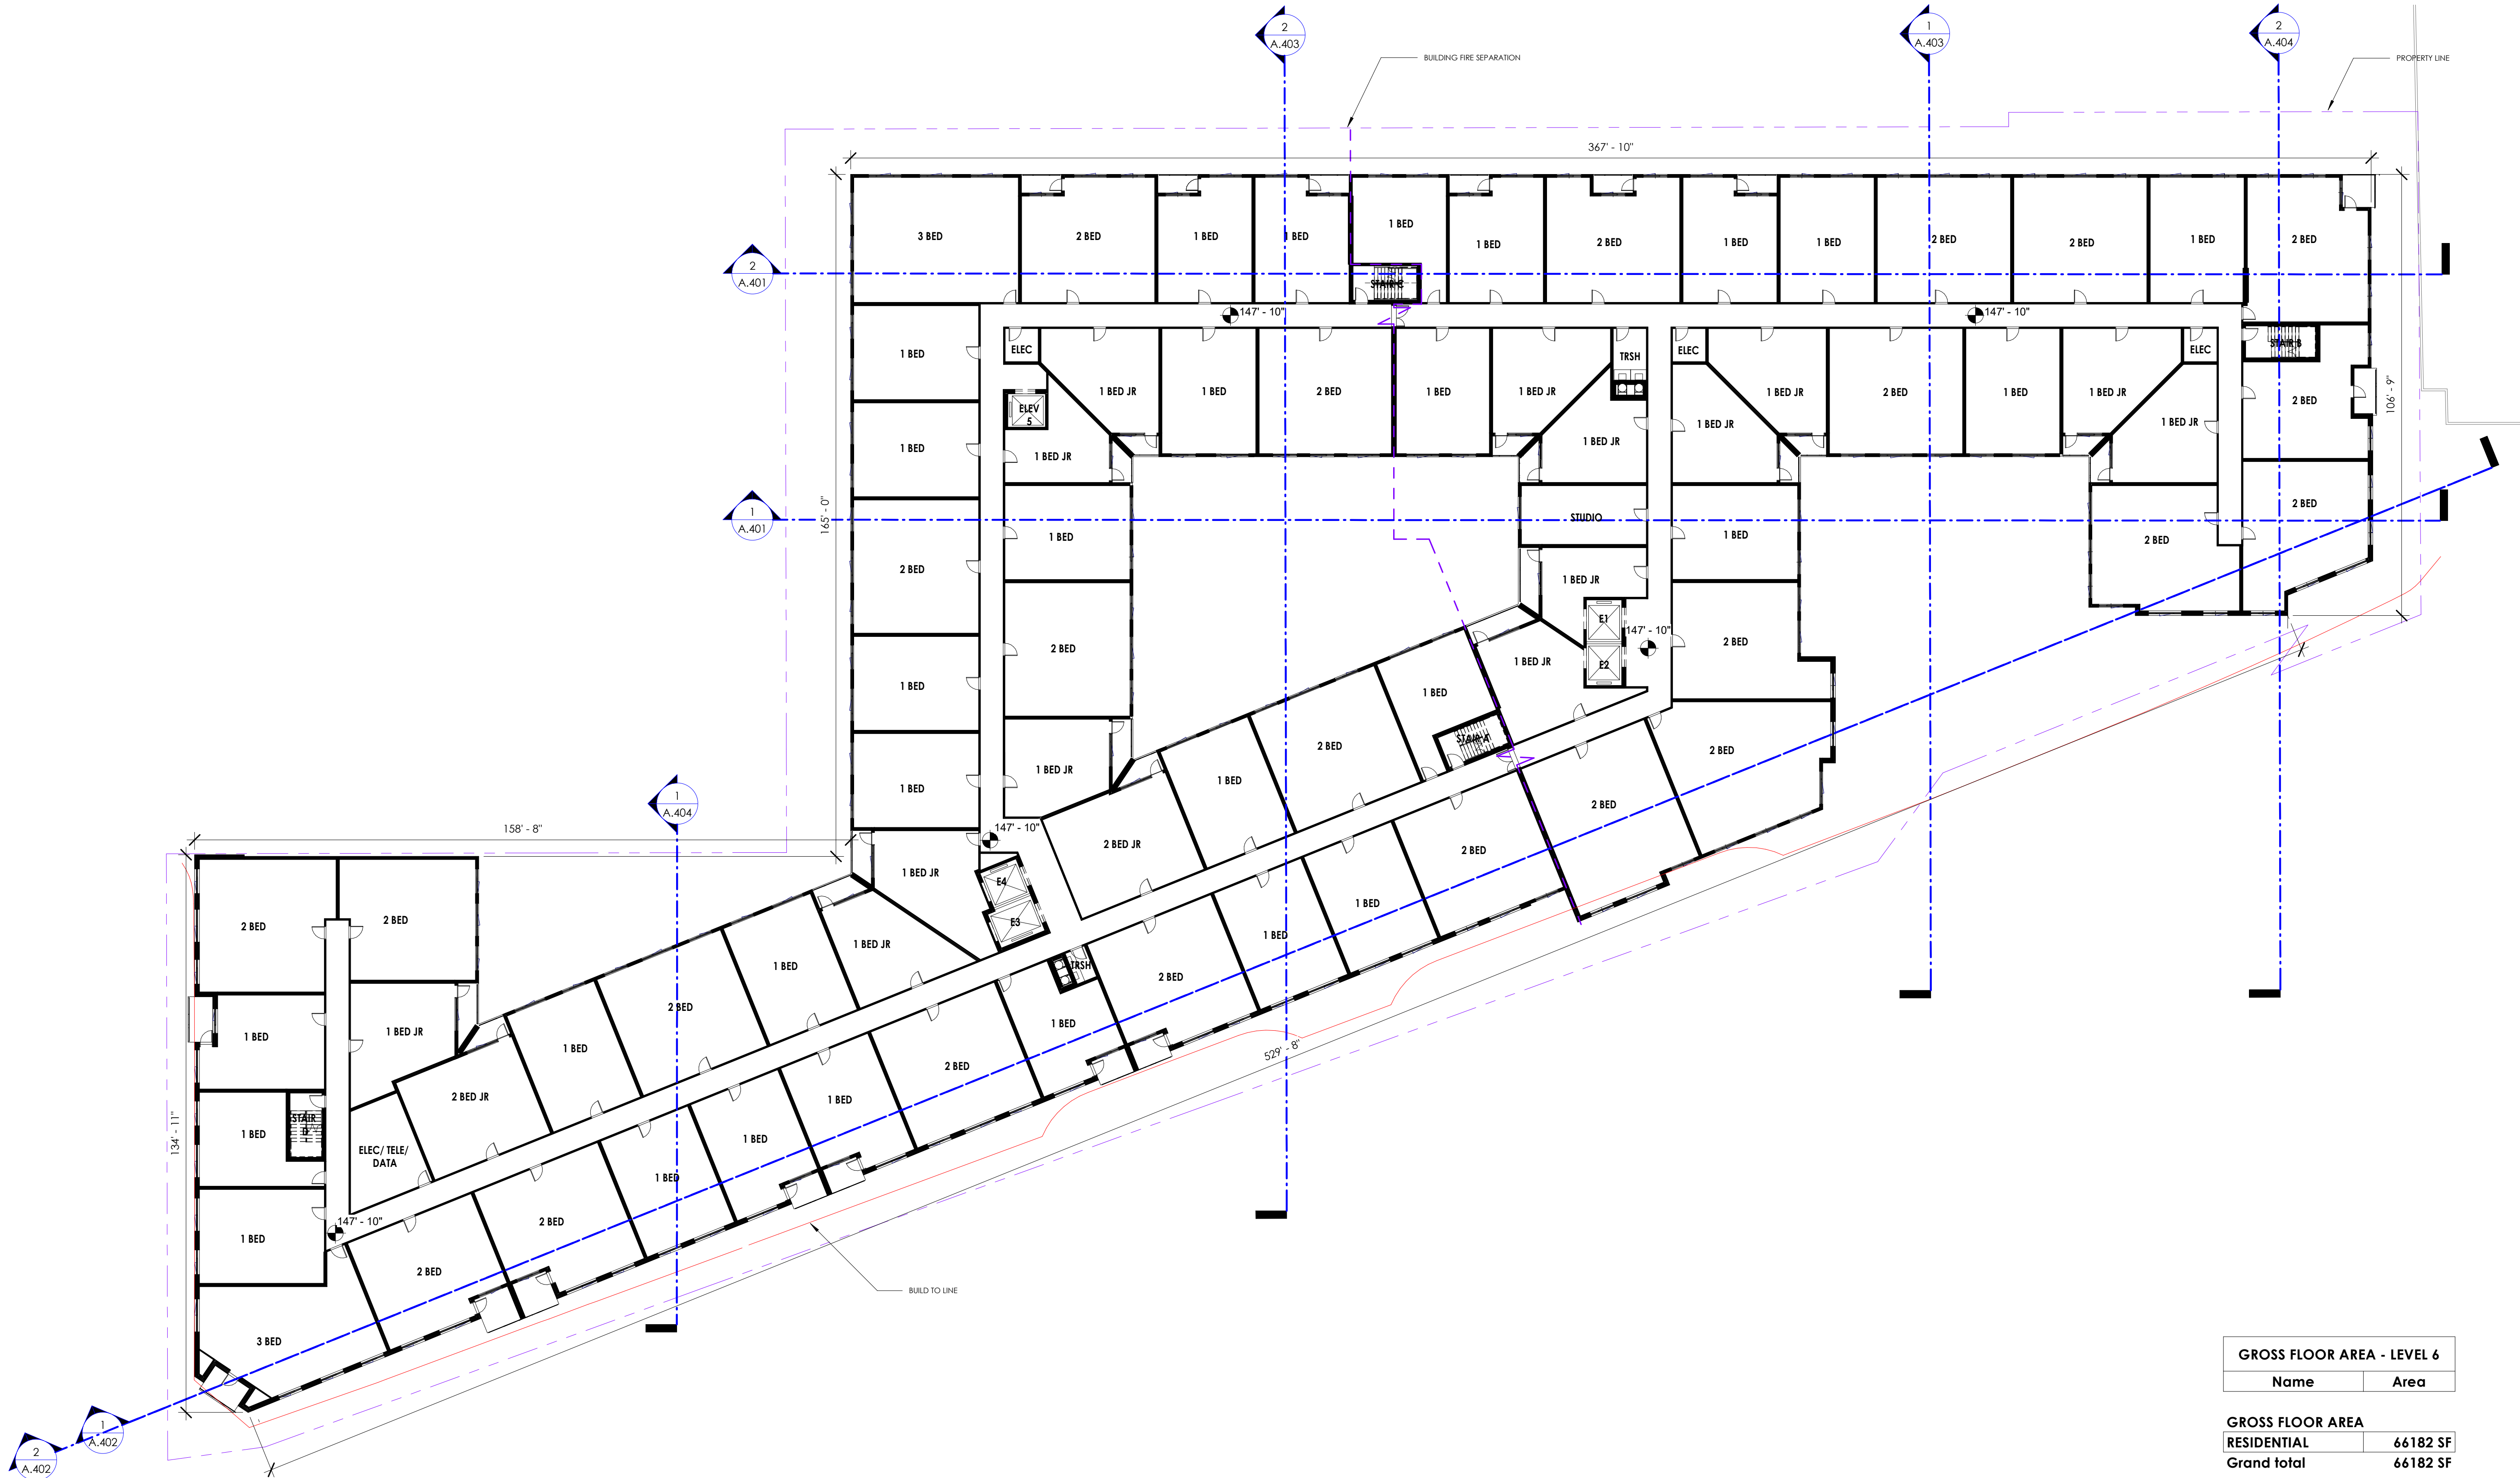 2
A.403
1
A.403
2
A.404
BUILDING FIRE SEPARATION
PROPERTY LINE
367' - 10"
3 BED
2 BED
1 BED
1 BED
1 BED
1 BED
2 BED
1 BED
1 BED
2 BED
2 BED
1 BED
2 BED
2
A.401
STAIR C
147' - 10"
147' - 10"
1 BED
ELEC
TRSH
ELEC
ELEC
STAIR B
1 BED JR
1 BED
2 BED
1 BED
1 BED JR
1 BED JR
2 BED
1 BED
1 BED JR
2 BED
106' - 9"
ELEV
5
1 BED JR
1 BED JR
1 BED
1 BED JR
1 BED JR
165' - 0"
1
A.401
STUDIO
2 BED
1 BED
1 BED
2 BED
2 BED
1 BED JR
E1
147' - 10"
2 BED
2 BED
E2
1 BED JR
1 BED
1 BED
STAIR A
2 BED
2 BED
1 BED JR
1 BED
1 BED
2 BED
1
A.404
158' - 8"
147' - 10"
2 BED JR
2 BED
1 BED JR
E4
1 BED
2 BED
2 BED
E3
1 BED
1 BED JR
TRSH
1 BED
2 BED
2 BED
1 BED
1 BED JR
1 BED
1 BED
529' - 8"
2 BED
2 BED JR
1 BED
134' - 11"
STAIR
D
1 BED
1 BED
ELEC/ TELE/
DATA
1 BED
147' - 10"
2 BED
1 BED
2 BED
BUILD TO LINE
3 BED
1
A.402
2
A.402
GROSS FLOOR AREA - LEVEL 6
Name Area
GROSS FLOOR AREA
RESIDENTIAL 66182 SF
Grand total 66182 SF